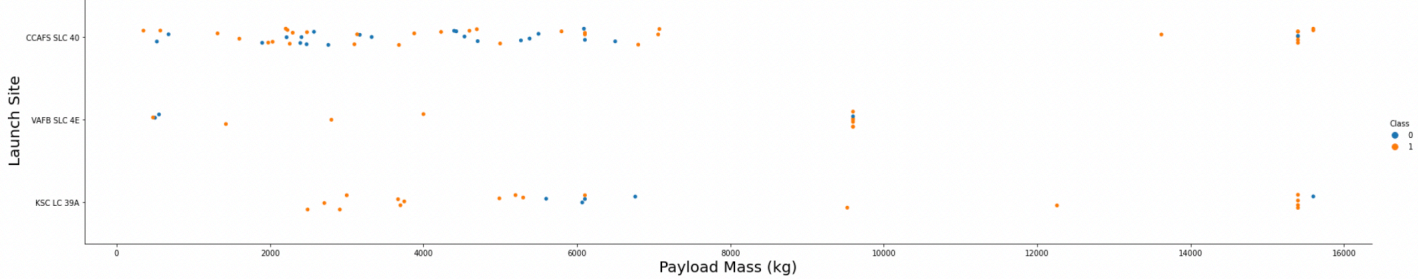 Launch Site
CCAFS SLC 40
VAFB SLC 4E
KSC LC 39A
0 2000 4000 6000 8000 10000 12000 14000 16000
Payload Mass (kg)
Class
0
1